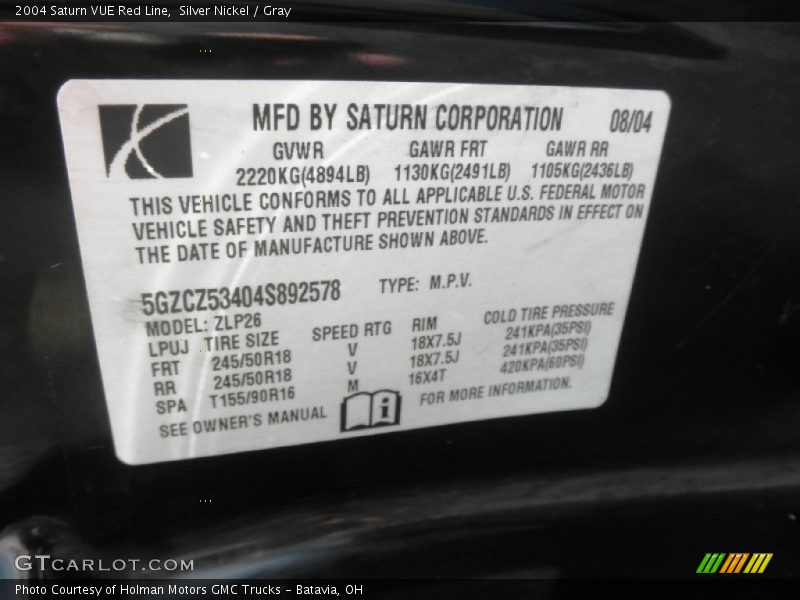 2004 Saturn VUE Red Line,  Silver Nickel / Gray
MFD BY SATURN CORPORATION 08/04
GVWR GAWR FRT GAWR RR
2220KG(4894LB) 1130KG(2491LB) 1105KG(2436LB)
THIS VEHICLE CONFORMS TO ALL APPLICABLE U.S. FEDERAL MOTOR
VEHICLE SAFETY AND THEFT PREVENTION STANDARDS IN EFFECT ON
THE DATE OF MANUFACTURE SHOWN ABOVE.
5GZCZ53404S892578 TYPE: M.P.V.
MODEL: ZLP26
LPUJ TIRE SIZE SPEED RTG RIM COLD TIRE PRESSURE
FRT 245/50R18 V 18X7.5J 241KPA(35PSI)
RR 245/50R18 V 18X7.5J 241KPA(35PSI)
SPA T155/90R16 M 16X4T 420KPA(60PSI)
SEE OWNER'S MANUAL i FOR MORE INFORMATION.
GTCARLOT.COM
Photo Courtesy of Holman Motors GMC Trucks - Batavia, OH